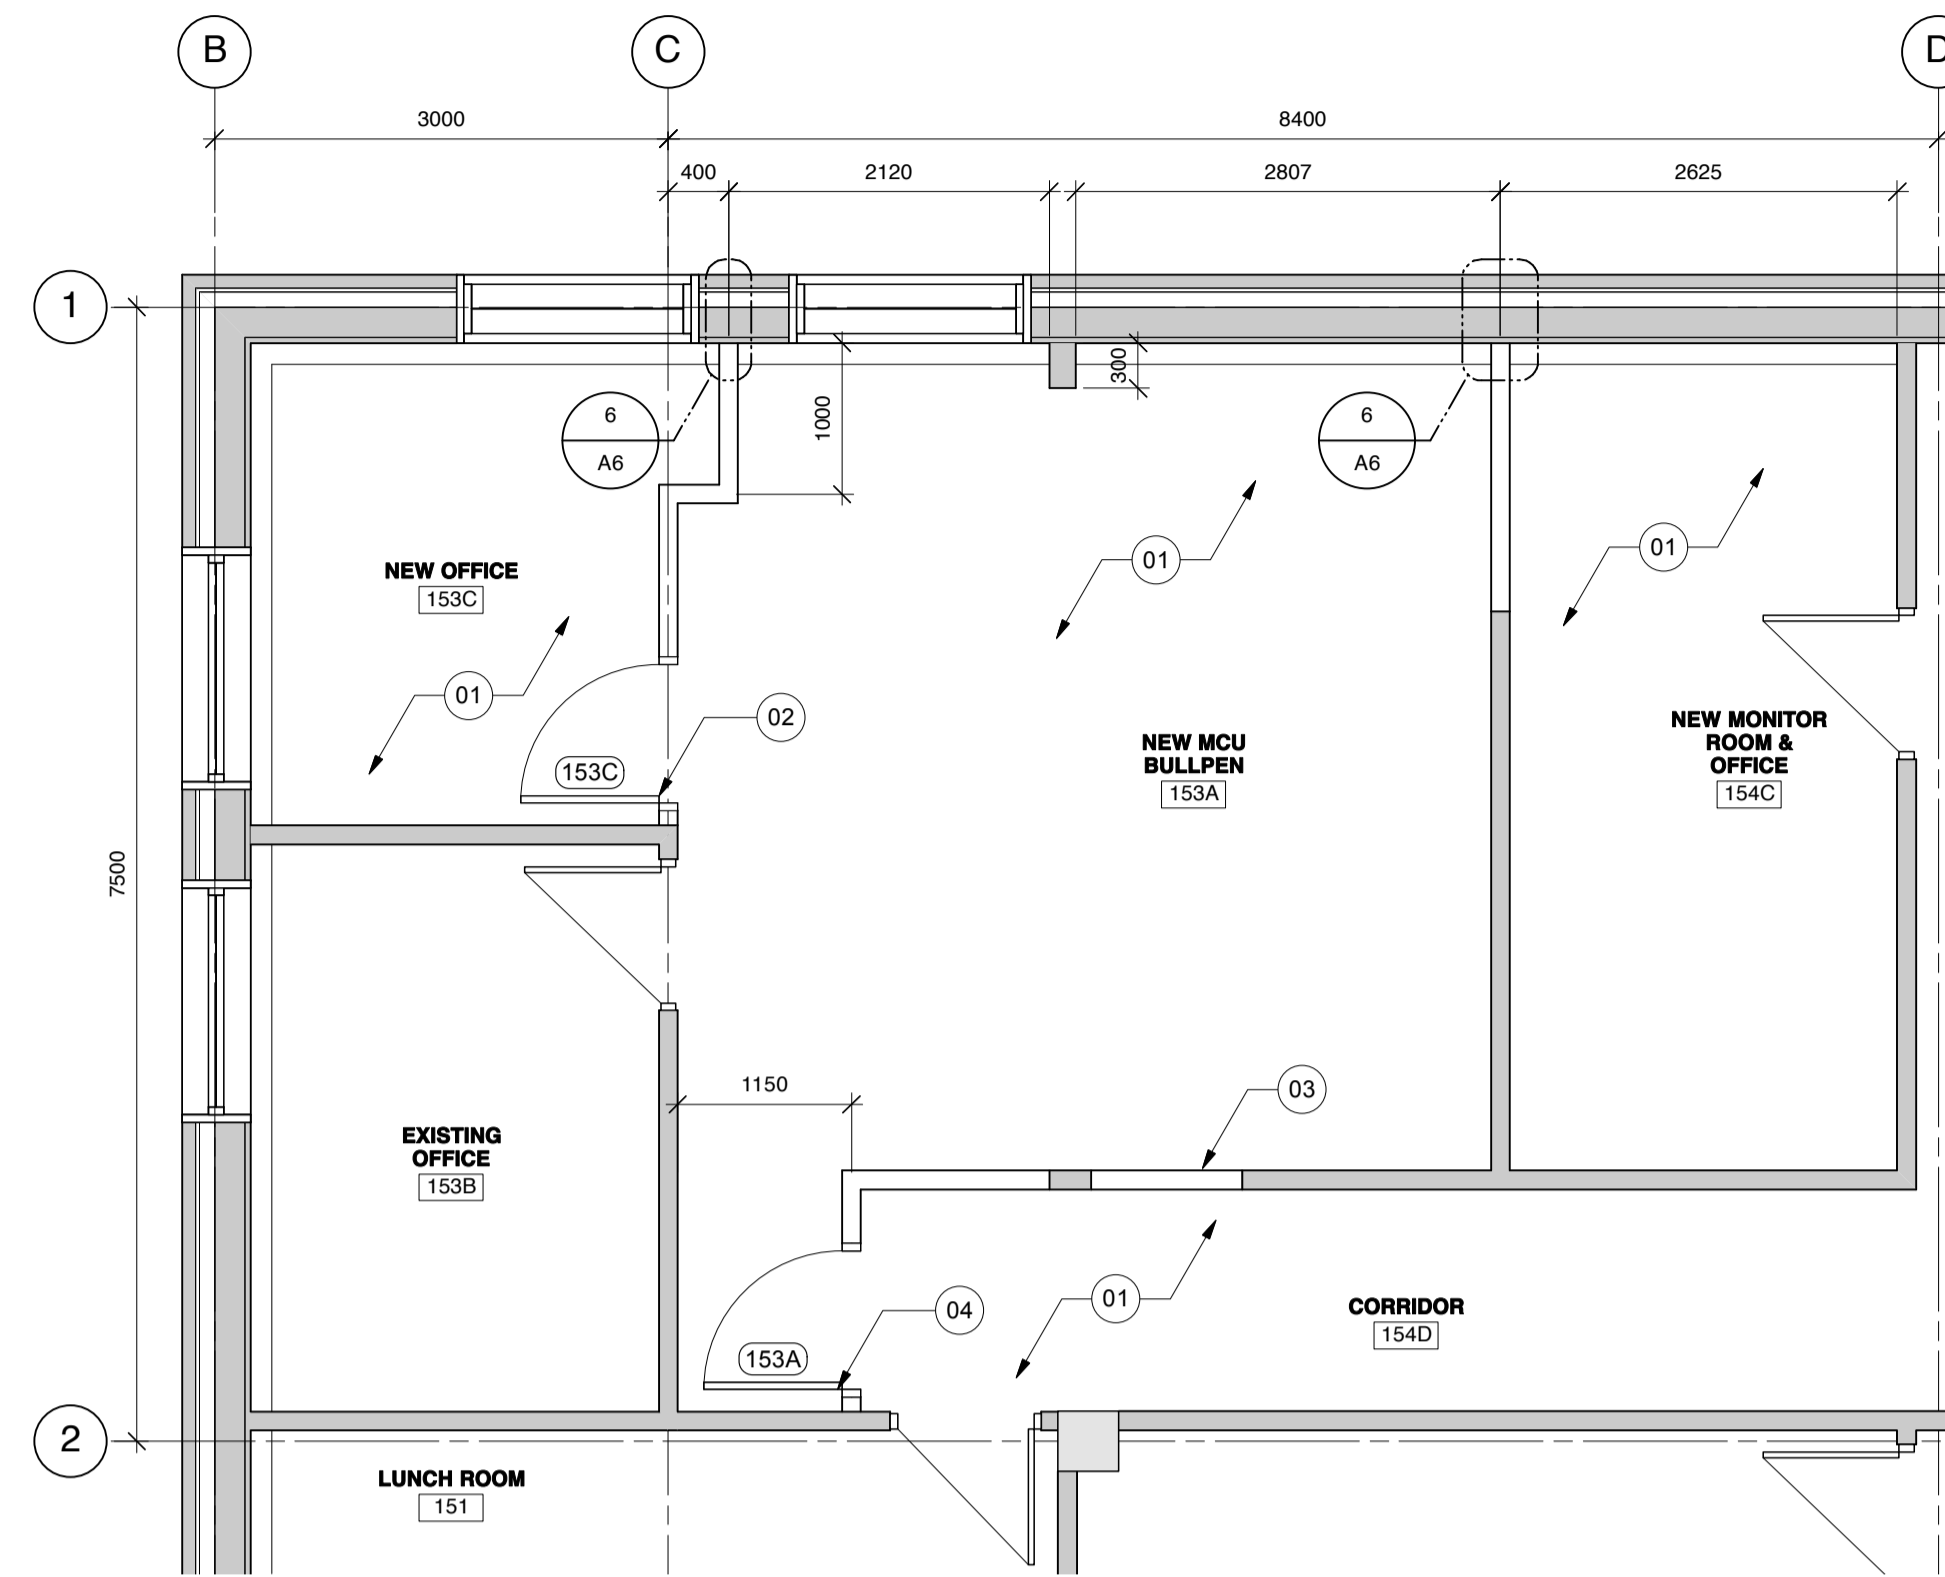 B
C
D
3000
8400
400
2120
2807
2625
1
300
1000
6
A6
6
A6
01
01
NEW OFFICE
153C
01
02
153C
NEW MCU
BULLPEN
153A
NEW MONITOR
ROOM &
OFFICE
154C
7500
1150
03
EXISTING
OFFICE
153B
01
04
CORRIDOR
154D
153A
2
LUNCH ROOM
151